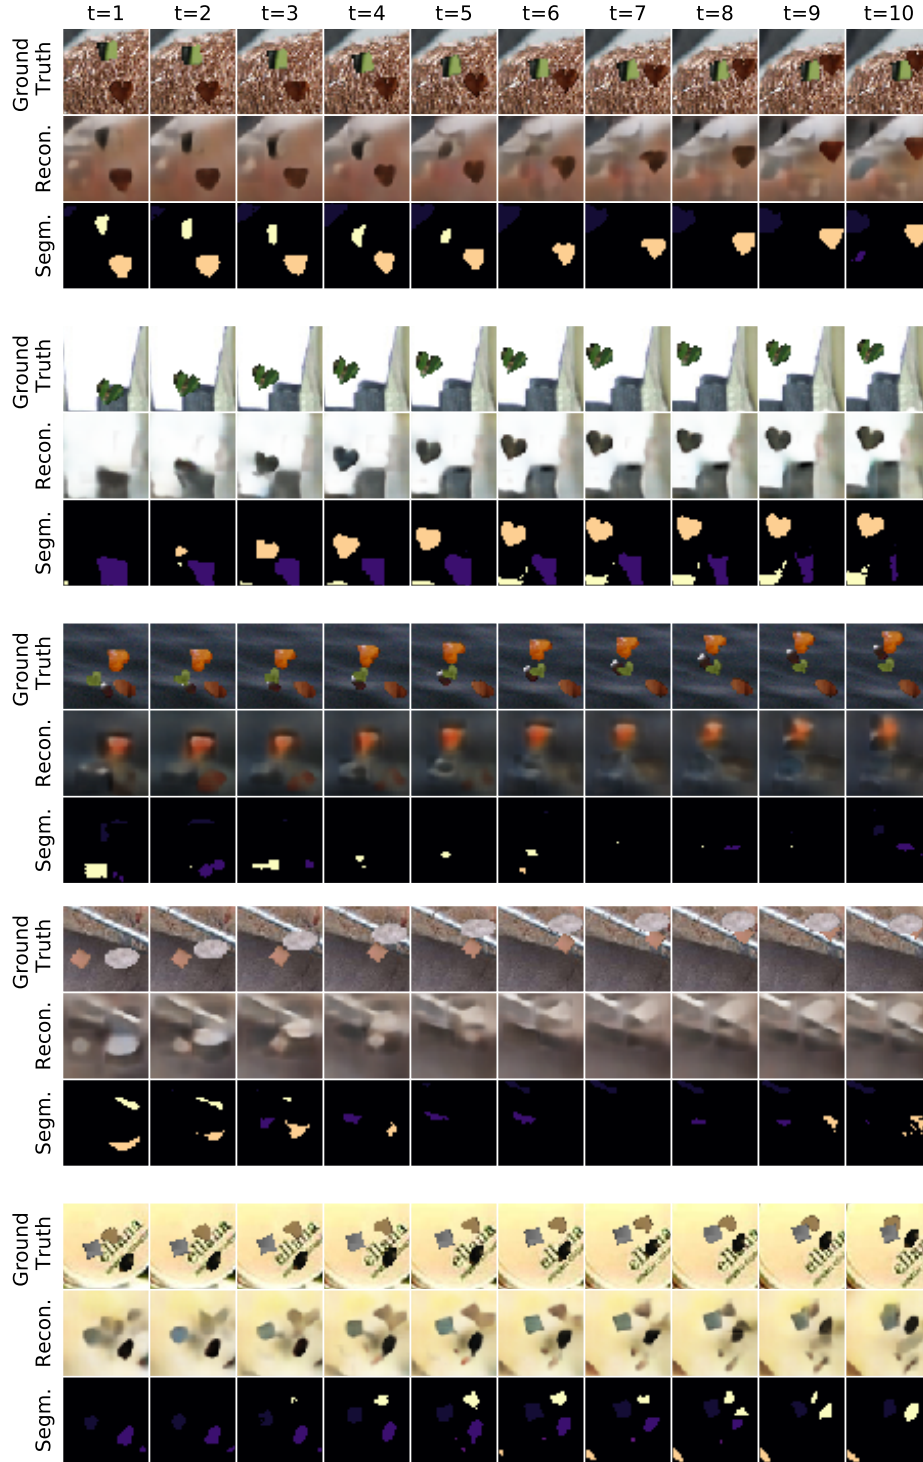 t=1 t=2 t=3 t=4 t=5 t=6 t=7 t=8 t=9 t=10
Ground
Truth
Recon.
Segm.
Ground
Truth
Recon.
Segm.
Ground
Truth
Recon.
Segm.
Ground
Truth
Recon.
Segm.
Ground
Truth
Recon.
Segm.